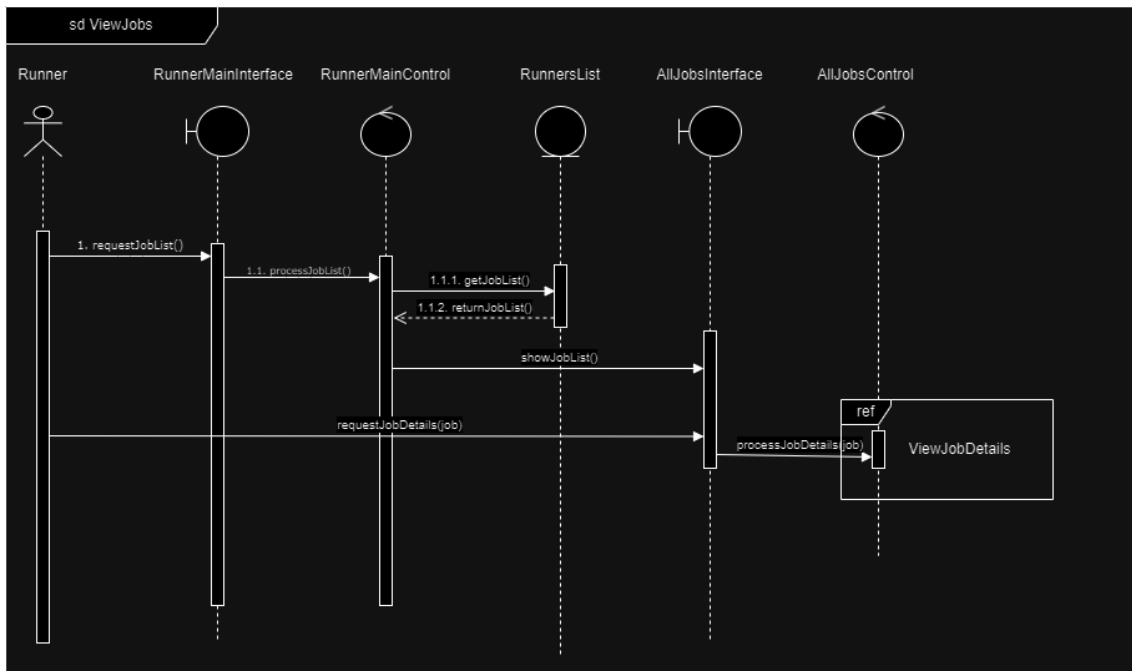 sd ViewJobs
Runner
RunnerMainInterface
RunnerMainControl
RunnersList
AllJobsInterface
AllJobsControl
1. requestJobList()
1.1. processJobList()
1.1.1. getJobList()
1.1.2. returnJobList()
showJobList()
requestJobDetails(job)
processJobDetails(job)
ref
ViewJobDetails